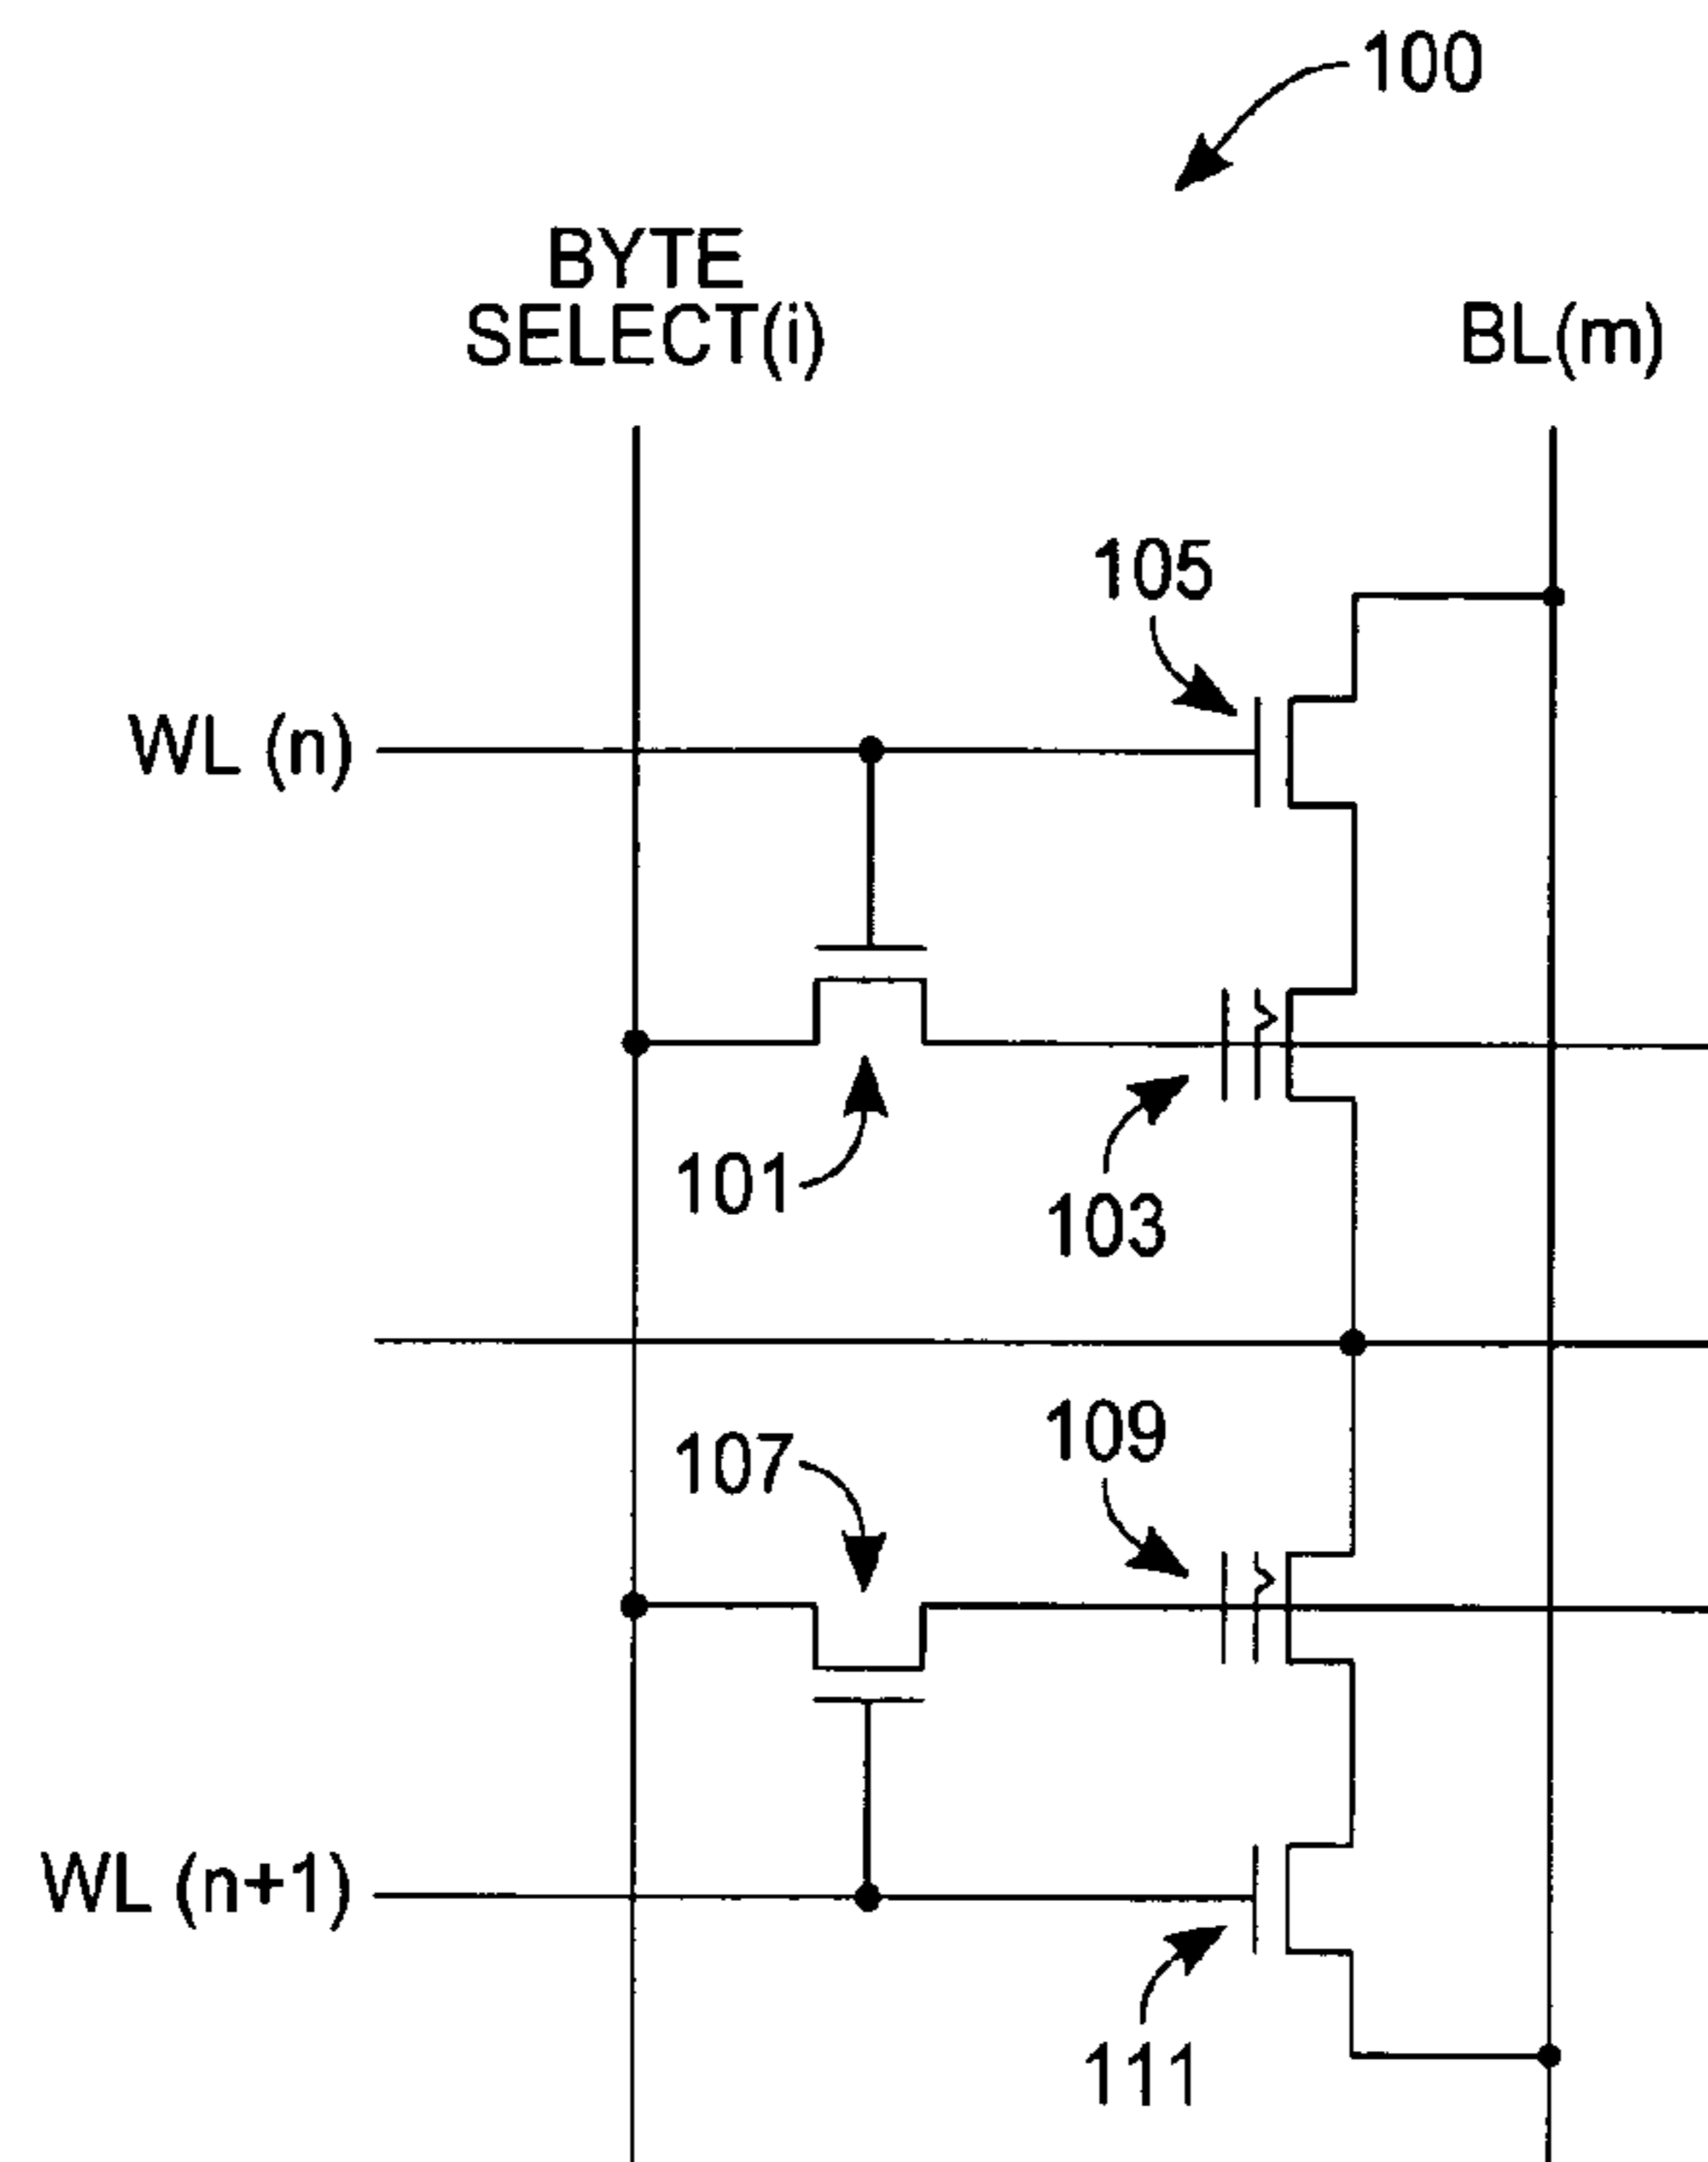 100
BYTE
SELECT(i)
BL(m)
105
WL (n)
101
103
109
107
WL (n+1)
111